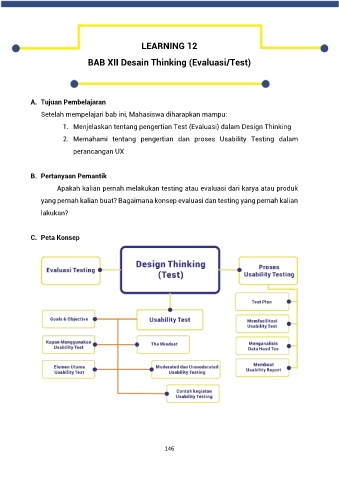 LEARNING 12
BAB XII Desain Thinking (Evaluasi/Test)
A. Tujuan Pembelajaran
Setelah mempelajari bab ini, Mahasiswa diharapkan mampu:
1. Menjelaskan tentang pengertian Test (Evaluasi) dalam Design Thinking
2. Memahami tentang pengertian dan proses Usability Testing dalam
perancangan UX
B. Pertanyaan Pemantik
Apakah kalian pernah melakukan testing atau evaluasi dari karya atau produk
yang pernah kalian buat? Bagaimana konsep evaluasi dan testing yang pernah kalian
lakukan?
C. Peta Konsep
Evaluasi Testing
Design Thinking
(Test)
Proses
Usability Testing
Test Plan
Goals & Objective
Usability Test
Memfasilitasi
Usability Test
Kapan Menggunakan
Usability Test
The Mindset
Menganalisis
Data Hasil Tes
Elemen Utama
Usability Test
Moderated dan Unmoderated
Usability Testing
Membuat
Usability Report
Contoh Kegiatan
Usability Testing
146